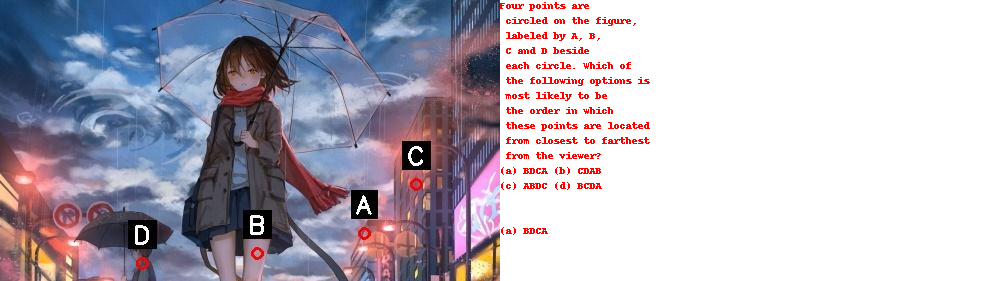 C
A
B
D
Four points are
circled on the figure,
labeled by A, B,
C and D beside
each circle. Which of
the following options is
most likely to be
the order in which
these points are located
from closest to farthest
from the viewer?
(a) BDCA (b) CDAB
(c) ABDC (d) BCDA
(a) BDCA